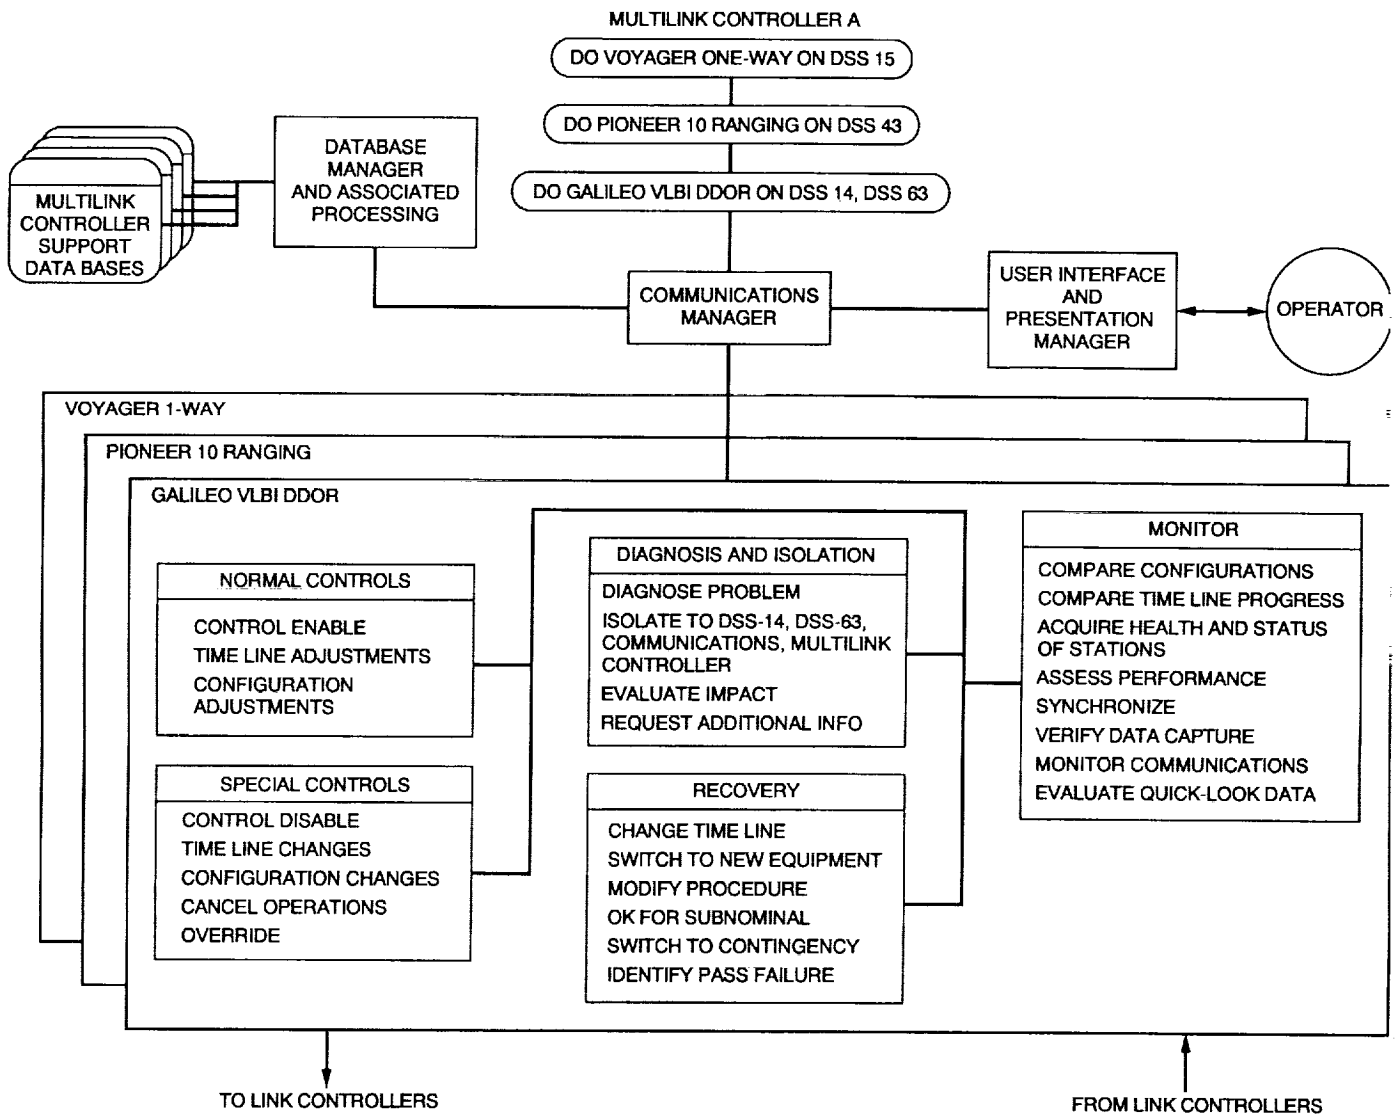 MULTILINK CONTROLLER A
DO VOYAGER ONE-WAY ON DSS 15
DO PIONEER 10 RANGING ON DSS 43
DO GALILEO VLBI DDOR ON DSS 14, DSS 63
MULTILINK
CONTROLLER
SUPPORT
DATA BASES
DATABASE
MANAGER
AND ASSOCIATED
PROCESSING
COMMUNICATIONS
MANAGER
USER INTERFACE
AND
PRESENTATION
MANAGER
OPERATOR
VOYAGER 1-WAY
PIONEER 10 RANGING
GALILEO VLBI DDOR
NORMAL CONTROLS
CONTROL ENABLE
TIME LINE ADJUSTMENTS
CONFIGURATION
ADJUSTMENTS
SPECIAL CONTROLS
CONTROL DISABLE
TIME LINE CHANGES
CONFIGURATION CHANGES
CANCEL OPERATIONS
OVERRIDE
DIAGNOSIS AND ISOLATION
DIAGNOSE PROBLEM
ISOLATE TO DSS-14, DSS-63,
COMMUNICATIONS, MULTILINK
CONTROLLER
EVALUATE IMPACT
REQUEST ADDITIONAL INFO
RECOVERY
CHANGE TIME LINE
SWITCH TO NEW EQUIPMENT
MODIFY PROCEDURE
OK FOR SUBNOMINAL
SWITCH TO CONTINGENCY
IDENTIFY PASS FAILURE
MONITOR
COMPARE CONFIGURATIONS
COMPARE TIME LINE PROGRESS
ACQUIRE HEALTH AND STATUS
OF STATIONS
ASSESS PERFORMANCE
SYNCHRONIZE
VERIFY DATA CAPTURE
MONITOR COMMUNICATIONS
EVALUATE QUICK-LOOK DATA
TO LINK CONTROLLERS
FROM LINK CONTROLLERS